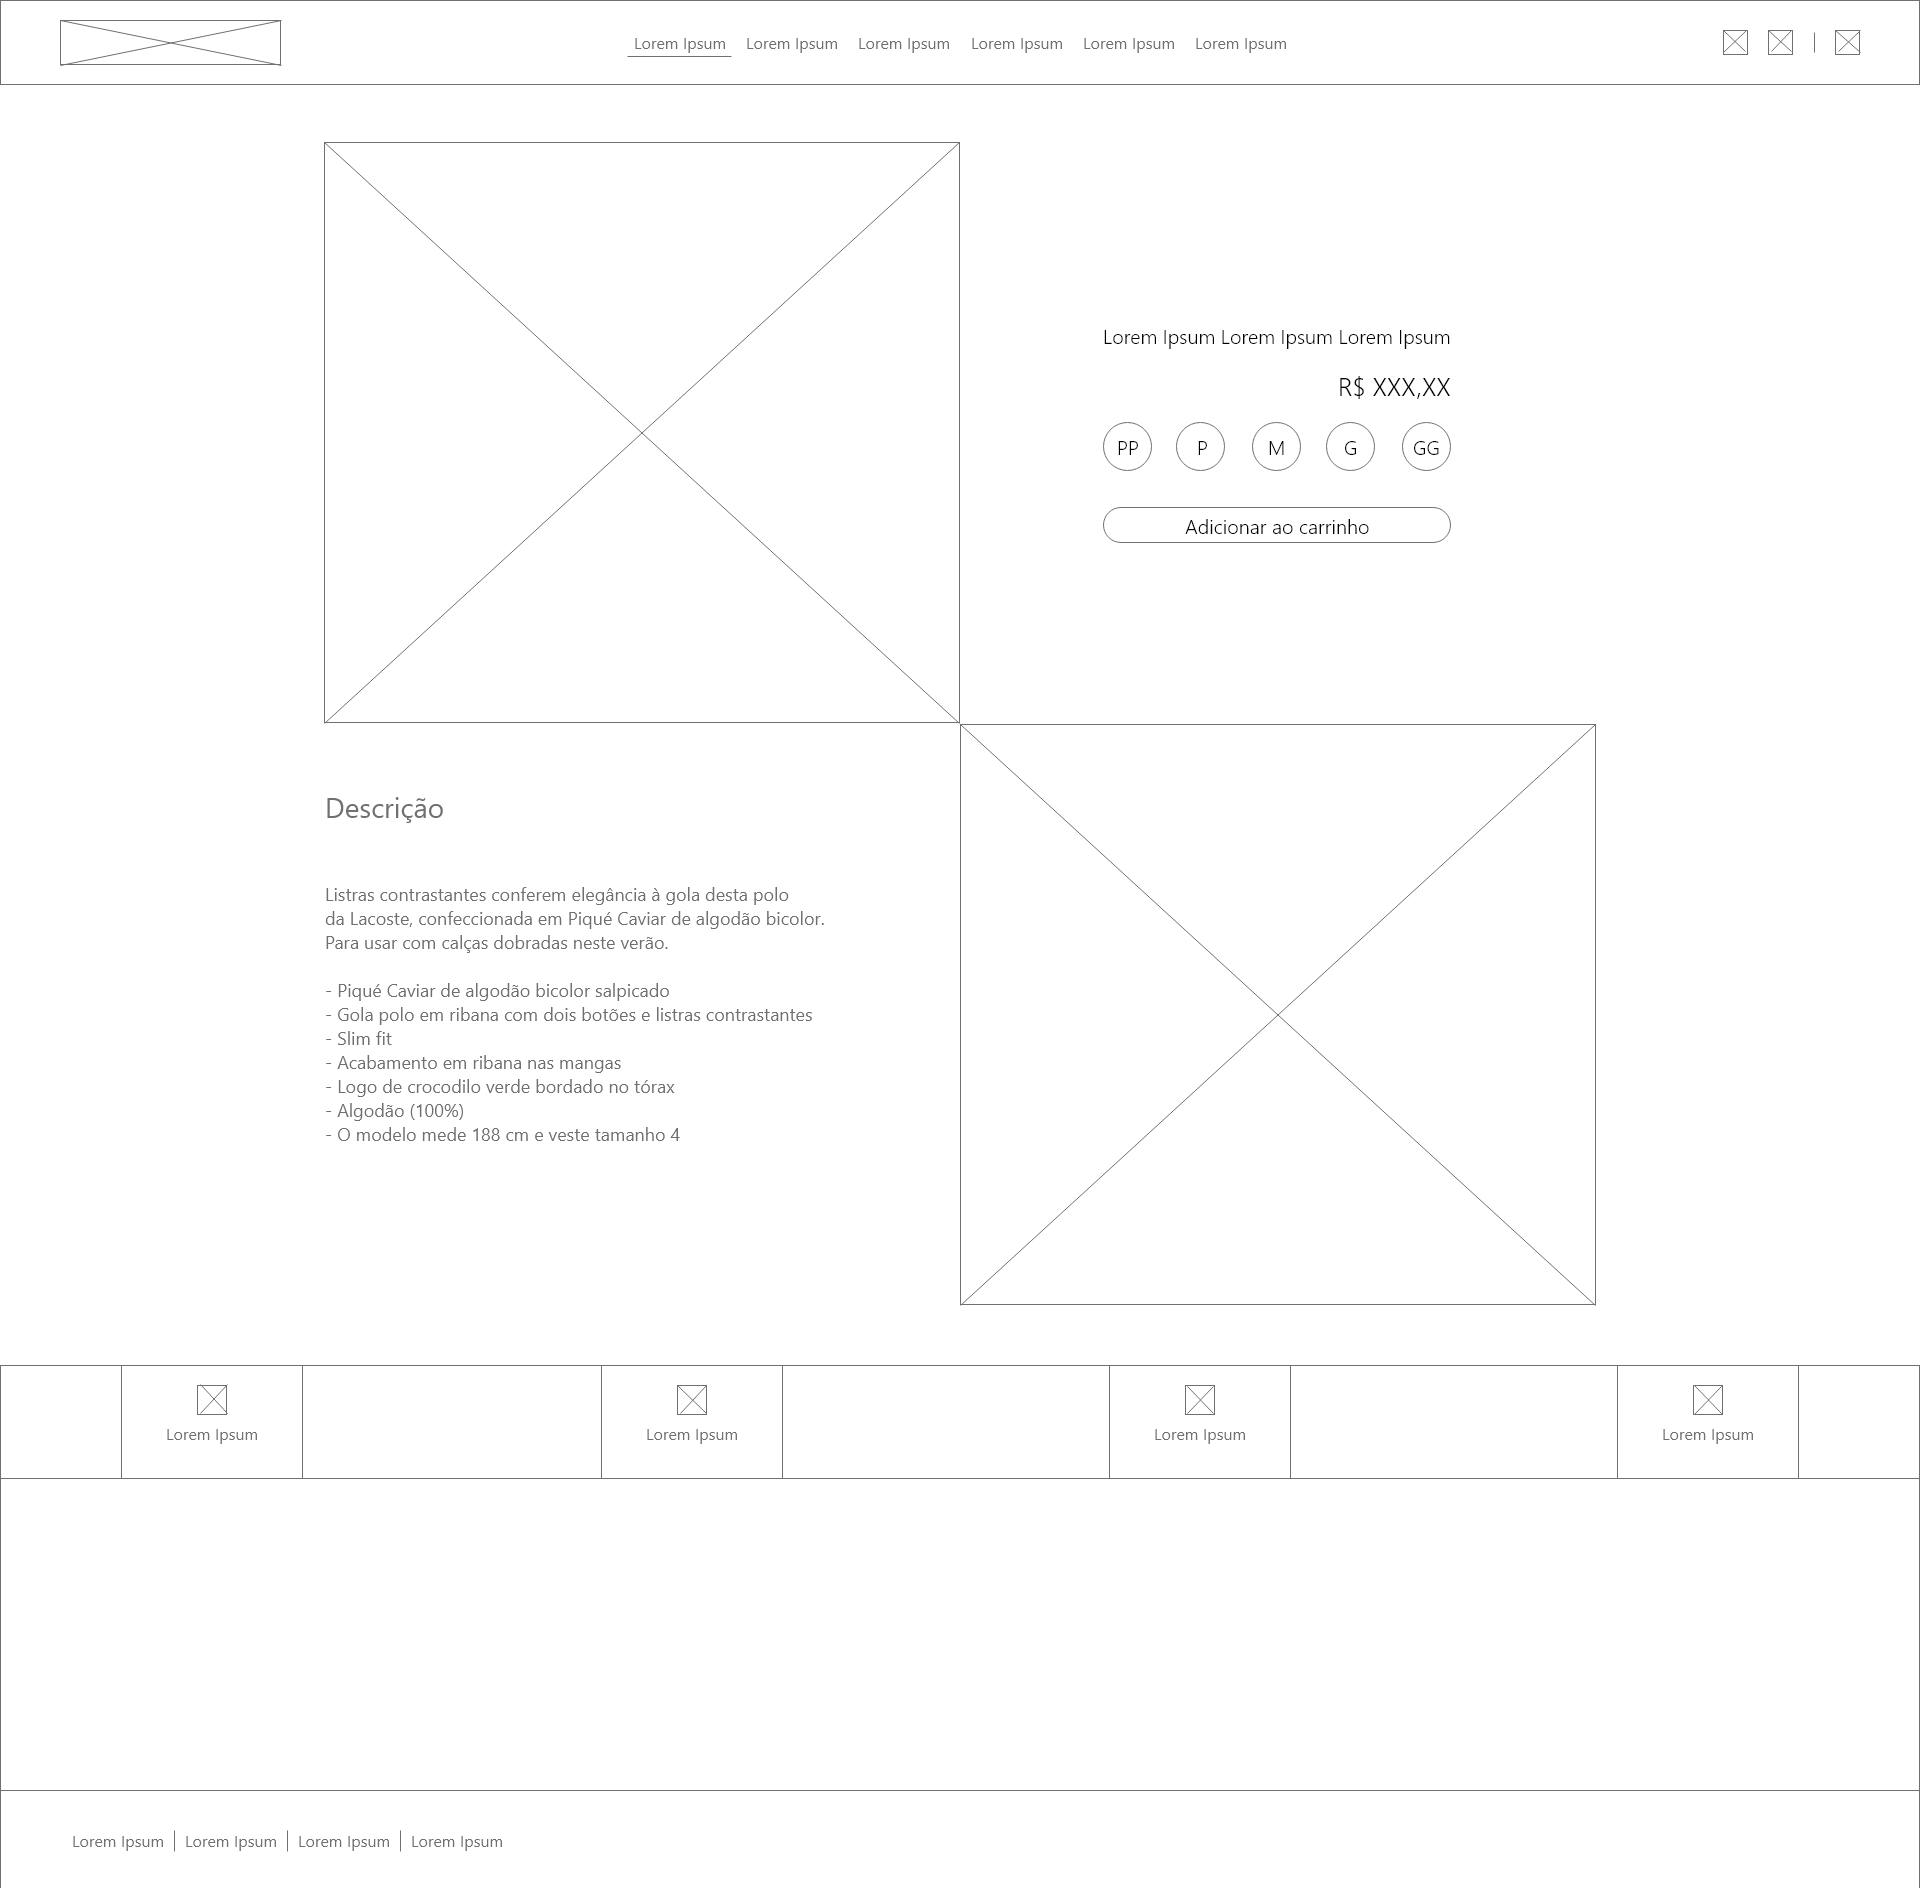 Lorem Ipsum Lorem Ipsum Lorem Ipsum Lorem Ipsum Lorem Ipsum Lorem Ipsum
Lorem Ipsum Lorem Ipsum Lorem Ipsum
R$ XXX,XX
PP P M G GG
Adicionar ao carrinho
Descrição
Listras contrastantes conferem elegância à gola desta polo
da Lacoste, confeccionada em Piqué Caviar de algodão bicolor.
Para usar com calças dobradas neste verão.
- Piqué Caviar de algodão bicolor salpicado
- Gola polo em ribana com dois botões e listras contrastantes
- Slim fit
- Acabamento em ribana nas mangas
- Logo de crocodilo verde bordado no tórax
- Algodão (100%)
- O modelo mede 188 cm e veste tamanho 4
Lorem Ipsum Lorem Ipsum Lorem Ipsum Lorem Ipsum
Lorem Ipsum | Lorem Ipsum | Lorem Ipsum | Lorem Ipsum